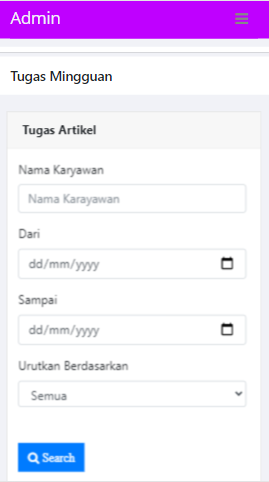 Admin
Tugas Mingguan
Tugas Artikel
Nama Karyawan
Nama Karayawan
Dari
dd/mm/yyyy
Sampai
dd/mm/yyyy
Urutkan Berdasarkan
Semua
Search